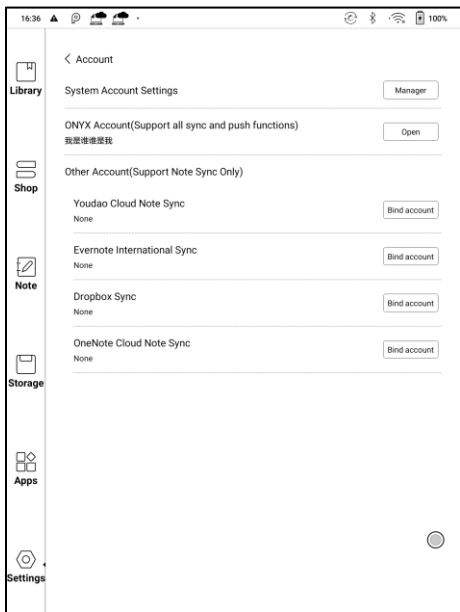 16:36
100%
Account
Library
System Account Settings
Manager
ONYX Account(Support all sync and push functions)
我是谁谁是我
Open
Shop
Other Account(Support Note Sync Only)
Youdao Cloud Note Sync
None
Bind account
Note
Evernote International Sync
None
Bind account
Dropbox Sync
None
Bind account
OneNote Cloud Note Sync
None
Bind account
Storage
Apps
Settings